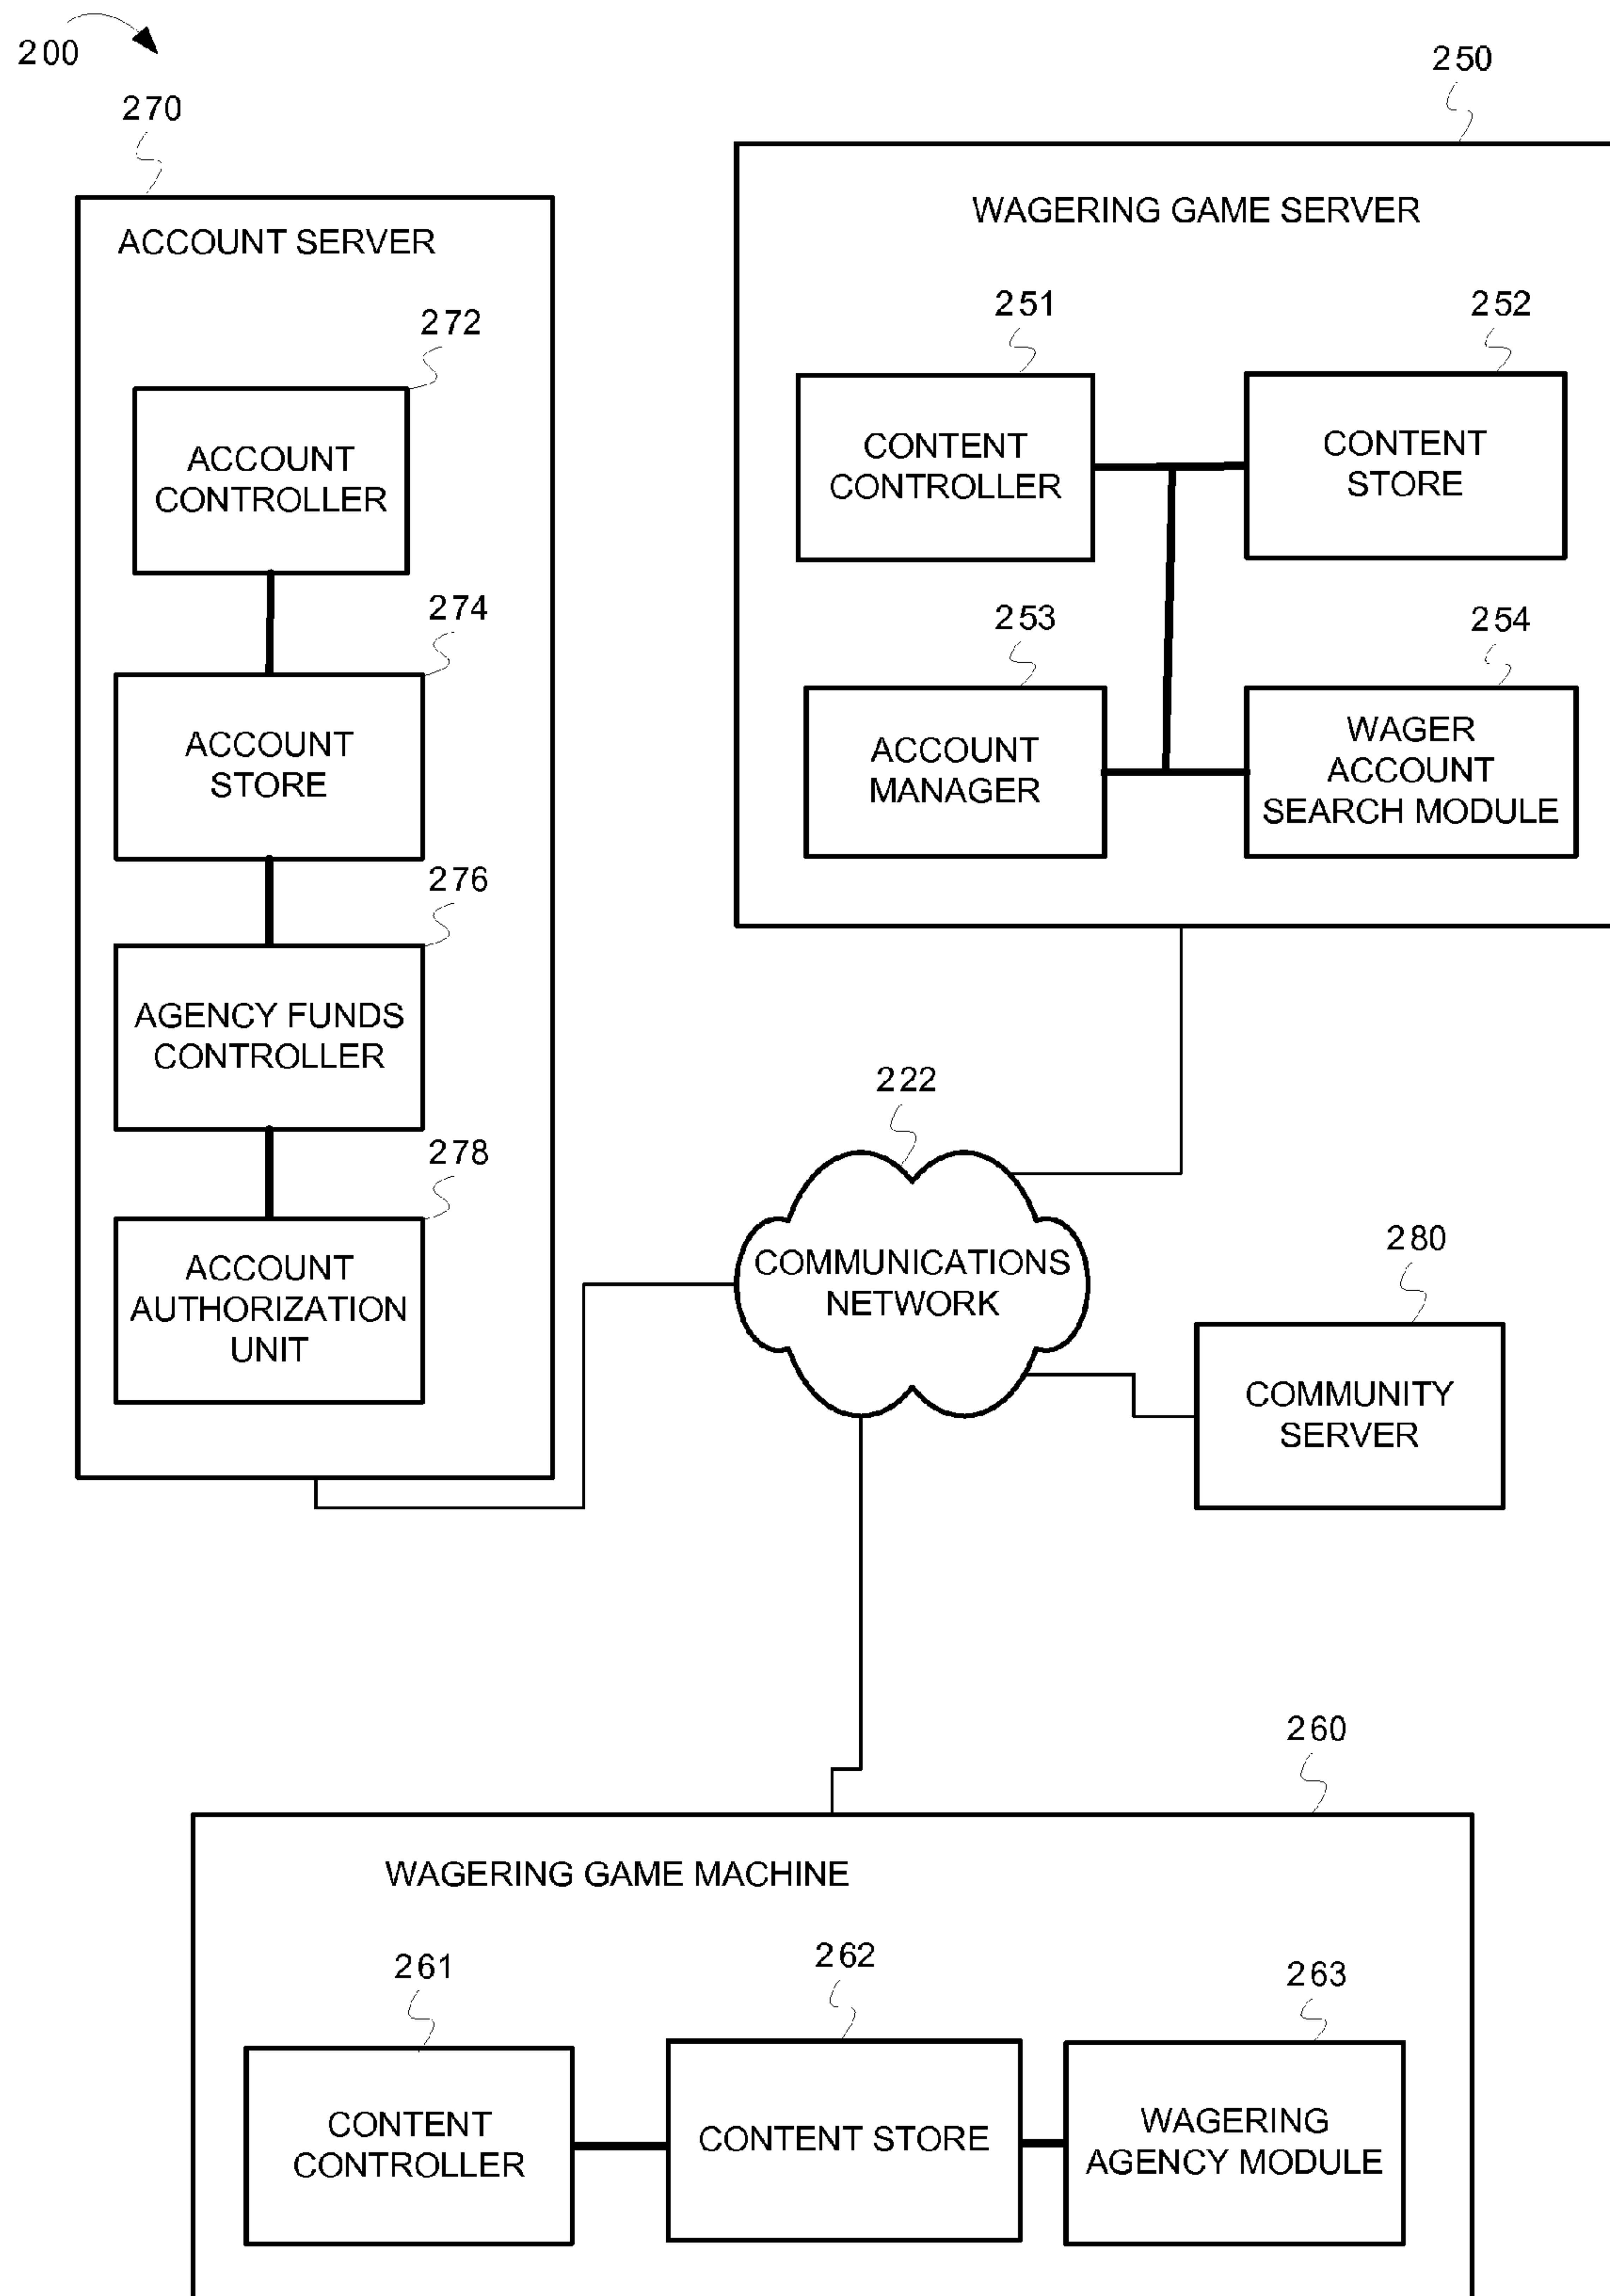 200
270
ACCOUNT SERVER
272
ACCOUNT
CONTROLLER
274
ACCOUNT
STORE
276
AGENCY FUNDS
CONTROLLER
278
ACCOUNT
AUTHORIZATION
UNIT
250
WAGERING GAME SERVER
251
CONTENT
CONTROLLER
252
CONTENT
STORE
253
ACCOUNT
MANAGER
254
WAGER
ACCOUNT
SEARCH MODULE
222
COMMUNICATIONS
NETWORK
280
COMMUNITY
SERVER
260
WAGERING GAME MACHINE
261
CONTENT
CONTROLLER
262
CONTENT STORE
263
WAGERING
AGENCY MODULE